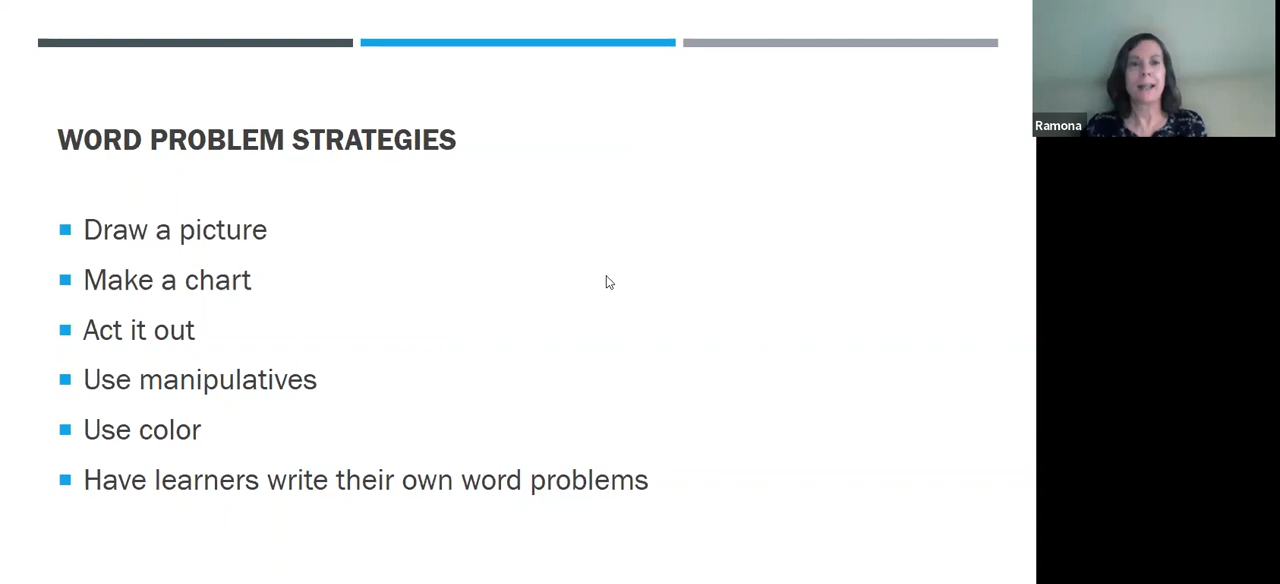 WORD PROBLEM STRATEGIES
Draw a picture
Make a chart
Act it out
Use manipulatives
Use color
Have learners write their own word problems
Ramona